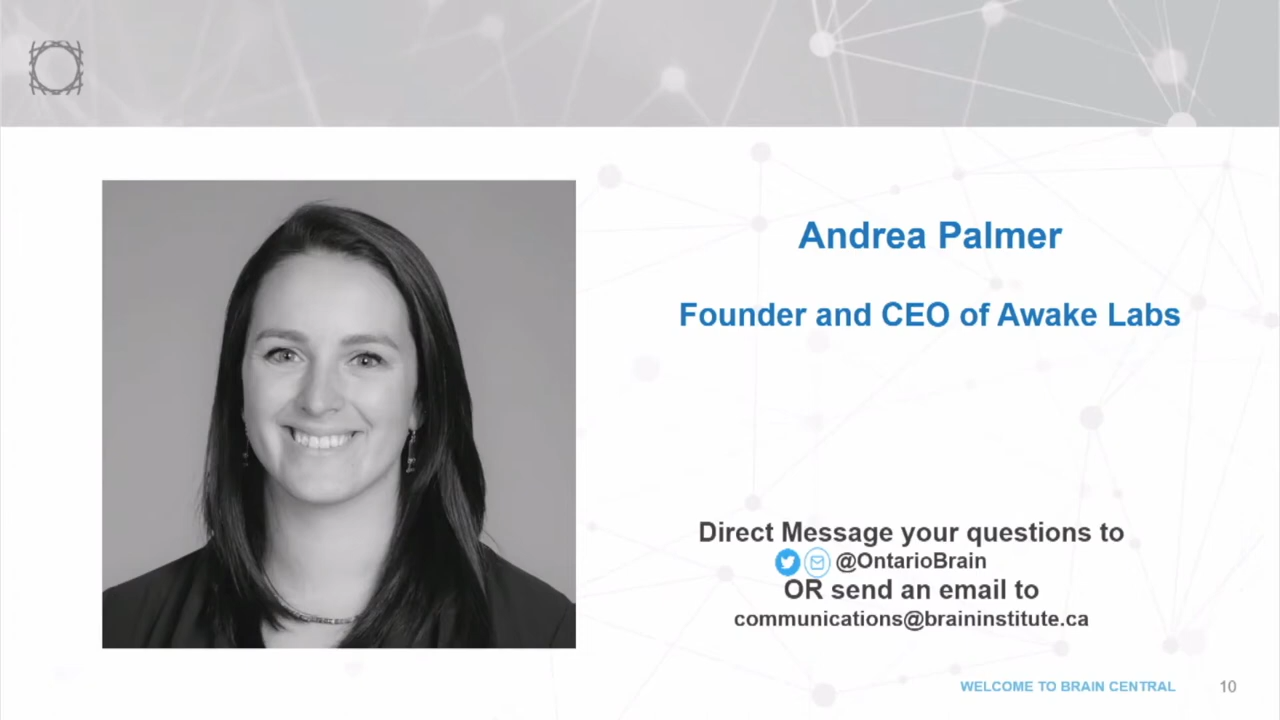 Andrea Palmer
Founder and CEO of Awake Labs
Direct Message your questions to
@OntarioBrain
OR send an email to
communications@braininstitute.ca
WELCOME TO BRAIN CENTRAL 10